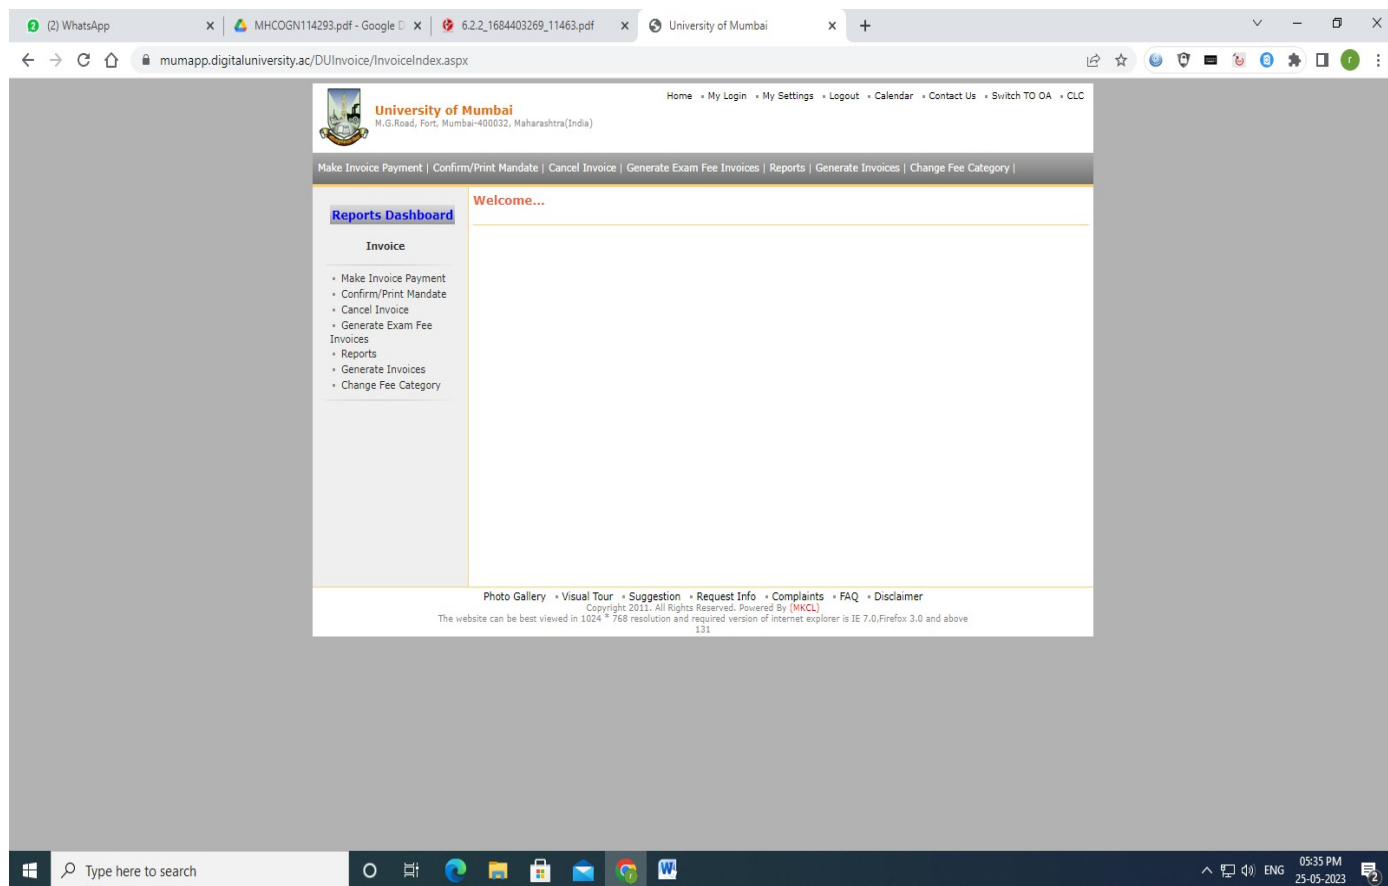 2 (2) WhatsApp
MHCOGN114293.pdf - Google D
6.2.2_1684403269_11463.pdf
University of Mumbai
mumapp.digitaluniversity.ac/DUInvoice/InvoiceIndex.aspx
r
Home My Login My Settings Logout Calendar Contact Us Switch TO OA CLC
University of Mumbai
M.G.Road, Fort, Mumbai-400032, Maharashtra(India)
Make Invoice Payment | Confirm/Print Mandate | Cancel Invoice | Generate Exam Fee Invoices | Reports | Generate Invoices | Change Fee Category |
Reports Dashboard
Welcome...
Invoice
Make Invoice Payment
Confirm/Print Mandate
Cancel Invoice
Generate Exam Fee
Invoices
Reports
Generate Invoices
Change Fee Category
Photo Gallery Visual Tour Suggestion Request Info Complaints FAQ Disclaimer
Copyright 2011. All Rights Reserved. Powered By (MKCL)
The website can be best viewed in 1024 * 768 resolution and required version of internet explorer is IE 7.0,Firefox 3.0 and above
131
Type here to search
W
ENG
05:35 PM
25-05-2023
2